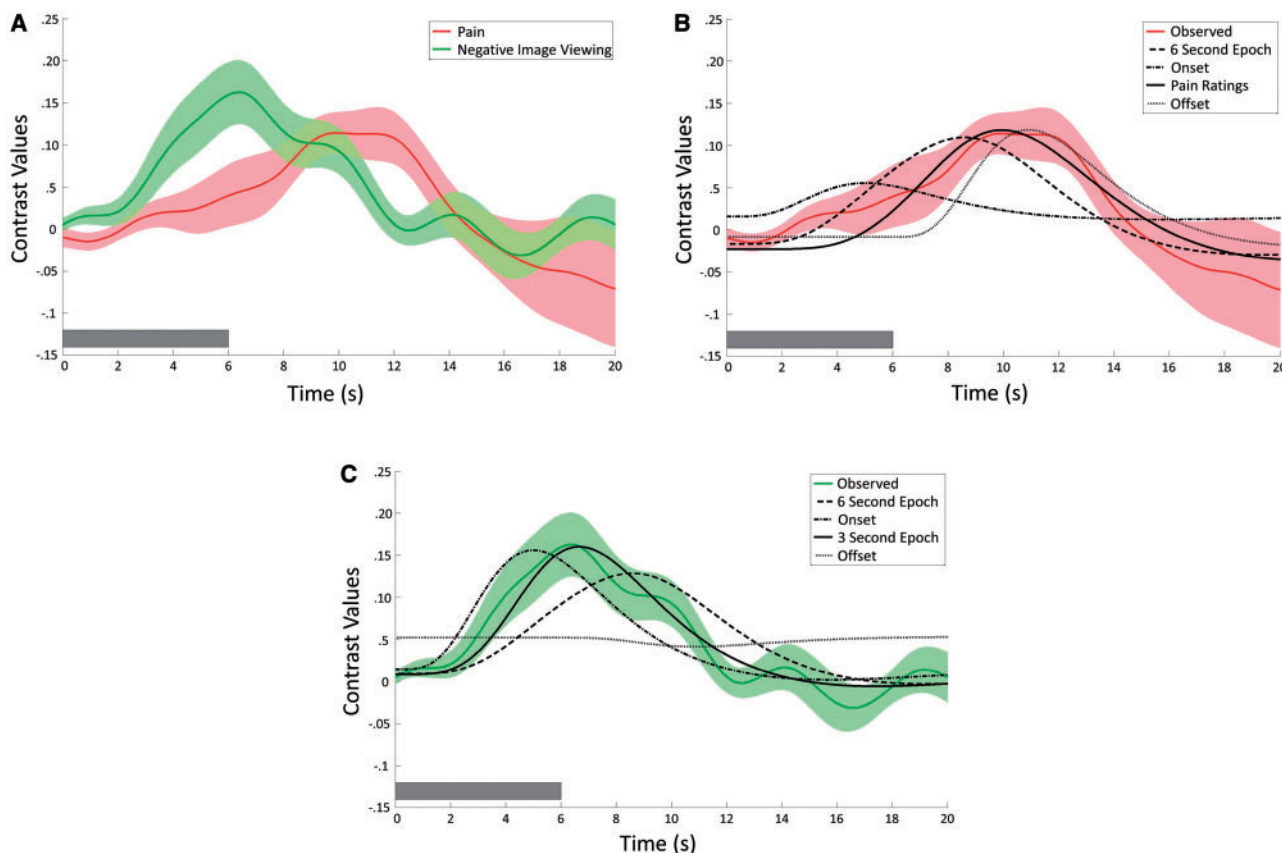 A
.25
.20
.15
.10
.5
0
-.05
-.1
-.15
Contrast Values
0 2 4 6 8 10 12 14 16 18 20
Time (s)
Pain
Negative Image Viewing
B
.25
.20
.15
.10
.5
0
-.05
-.1
-.15
Contrast Values
0 2 4 6 8 10 12 14 16 18 20
Time (s)
Observed
6 Second Epoch
Onset
Pain Ratings
Offset
C
.25
.20
.15
.10
.5
0
-.05
-.1
-.15
Contrast Values
0 2 4 6 8 10 12 14 16 18 20
Time (s)
Observed
6 Second Epoch
Onset
3 Second Epoch
Offset